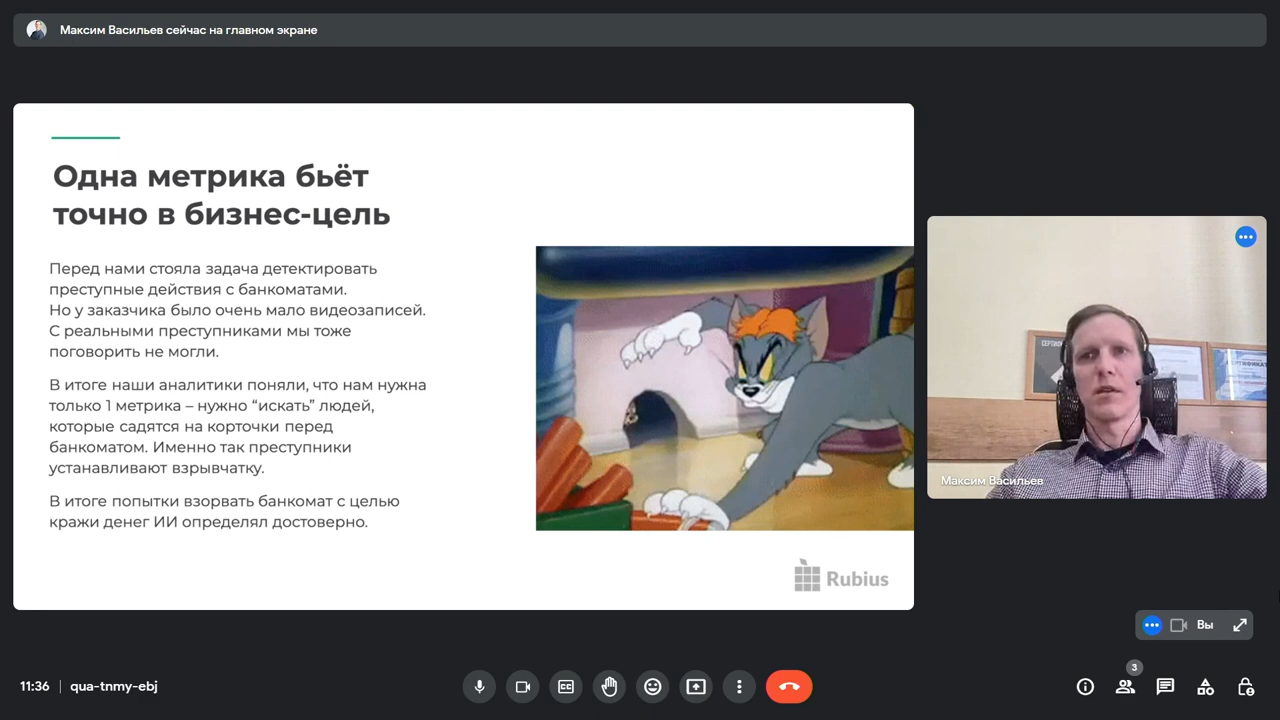 Максим Васильев сейчас на главном экране
Одна метрика бьёт
точно в бизнес-цель
Перед нами стояла задача детектировать
преступные действия с банкоматами.
Но у заказчика было очень мало видеозаписей.
С реальными преступниками мы тоже
поговорить не могли.
В итоге наши аналитики поняли, что нам нужна
только 1 метрика – нужно “искать” людей,
которые садятся на корточки перед
банкоматом. Именно так преступники
устанавливают взрывчатку.
В итоге попытки взорвать банкомат с целью
кражи денег ИИ определял достоверно.
Rubius
Максим Васильев
Вы
11:36
qua-tnmy-ebj
3